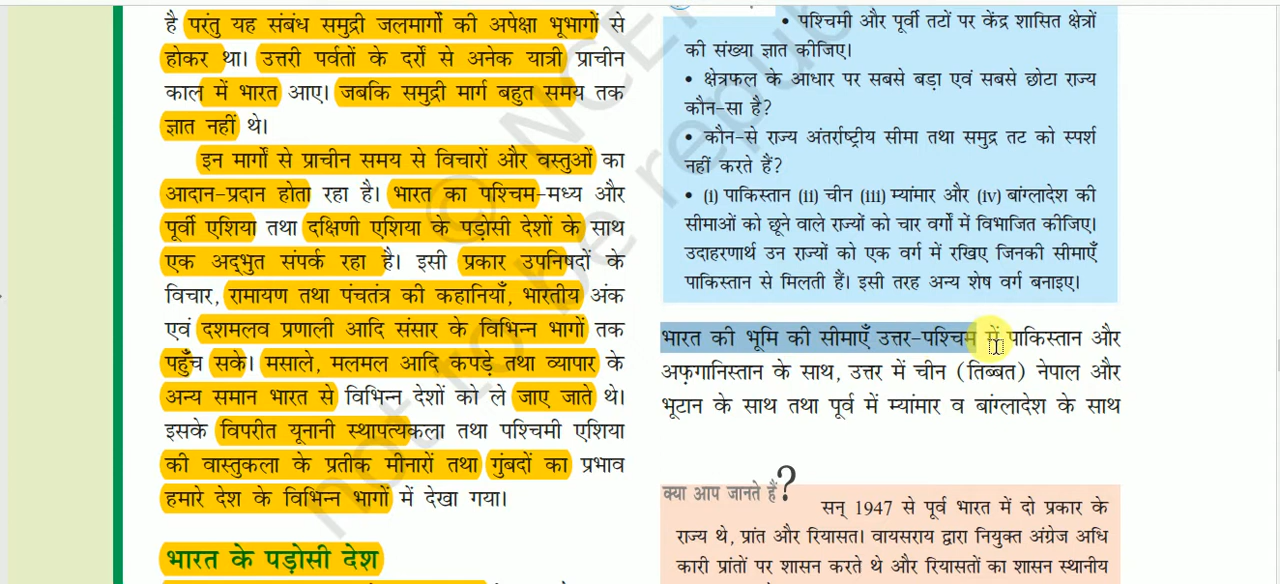 है परंतु यह संबंध समुद्री जलमार्गों की अपेक्षा भूभागों से
होकर था। उत्तरी पर्वतों के दर्रों से अनेक यात्री प्राचीन
काल में भारत आए। जबकि समुद्री मार्ग बहुत समय तक
ज्ञात नहीं थे।
इन मार्गों से प्राचीन समय से विचारों और वस्तुओं का
आदान-प्रदान होता रहा है। भारत का पश्चिम-मध्य और
पूर्वी एशिया तथा दक्षिणी एशिया के पड़ोसी देशों के साथ
एक अद्भुत संपर्क रहा है। इसी प्रकार उपनिषदों के
विचार, रामायण तथा पंचतंत्र की कहानियाँ, भारतीय अंक
एवं दशमलव प्रणाली आदि संसार के विभिन्न भागों तक
पहुँच सके। मसाले, मलमल आदि कपड़े तथा व्यापार के
अन्य समान भारत से विभिन्न देशों को ले जाए जाते थे।
इसके विपरीत यूनानी स्थापत्यकला तथा पश्चिमी एशिया
की वास्तुकला के प्रतीक मीनारों तथा गुंबदों का प्रभाव
हमारे देश के विभिन्न भागों में देखा गया।
भारत के पड़ोसी देश
• पश्चिमी और पूर्वी तटों पर केंद्र शासित क्षेत्रों
की संख्या ज्ञात कीजिए।
• क्षेत्रफल के आधार पर सबसे बड़ा एवं सबसे छोटा राज्य
कौन-सा है?
• कौन-से राज्य अंतर्राष्ट्रीय सीमा तथा समुद्र तट को स्पर्श
नहीं करते हैं?
• (i) पाकिस्तान (ii) चीन (iii) म्यांमार और (iv) बांग्लादेश की
सीमाओं को छूने वाले राज्यों को चार वर्गों में विभाजित कीजिए।
उदाहरणार्थ उन राज्यों को एक वर्ग में रखिए जिनकी सीमाएँ
पाकिस्तान से मिलती हैं। इसी तरह अन्य शेष वर्ग बनाइए।
भारत की भूमि की सीमाएँ उत्तर-पश्चिम में पाकिस्तान और
अफ़गानिस्तान के साथ, उत्तर में चीन (तिब्बत) नेपाल और
भूटान के साथ तथा पूर्व में म्यांमार व बांग्लादेश के साथ
क्या आप जानते हैं?
सन् 1947 से पूर्व भारत में दो प्रकार के
राज्य थे, प्रांत और रियासत। वायसराय द्वारा नियुक्त अंग्रेज अधि
कारी प्रांतों पर शासन करते थे और रियासतों का शासन स्थानीय
© NCE
not to be republ